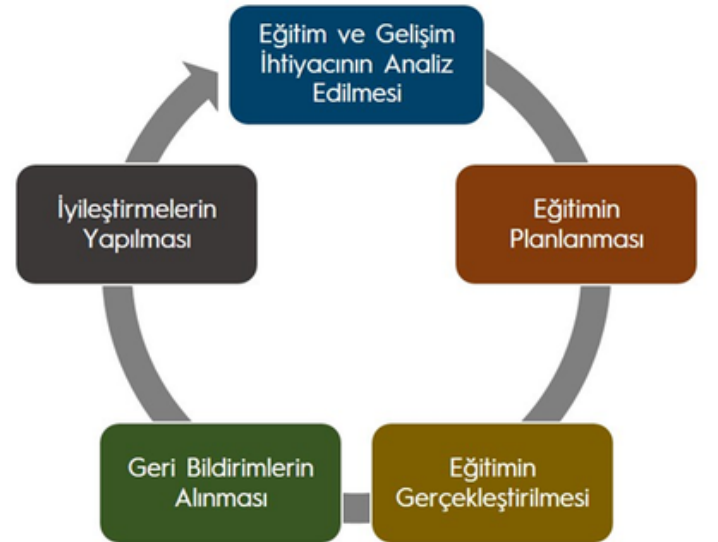 Eğitim ve Gelişim
İhtiyacının Analiz
Edilmesi
Eğitimin
Planlanması
Eğitimin
Gerçekleştirilmesi
Geri Bildirimlerin
Alınması
İyileştirmelerin
Yapılması